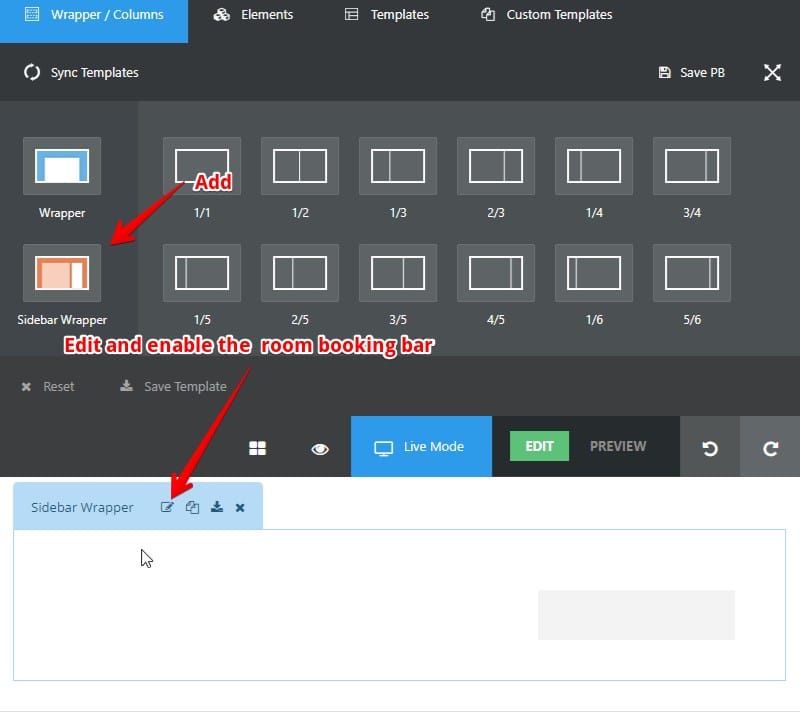 Wrapper / Columns
Elements
Templates
Custom Templates
Sync Templates
Save PB
Add
Wrapper
1/1
1/2
1/3
2/3
1/4
3/4
Sidebar Wrapper
1/5
2/5
3/5
4/5
1/6
5/6
Edit and enable the room booking bar
Reset
Save Template
Live Mode
EDIT
PREVIEW
Sidebar Wrapper